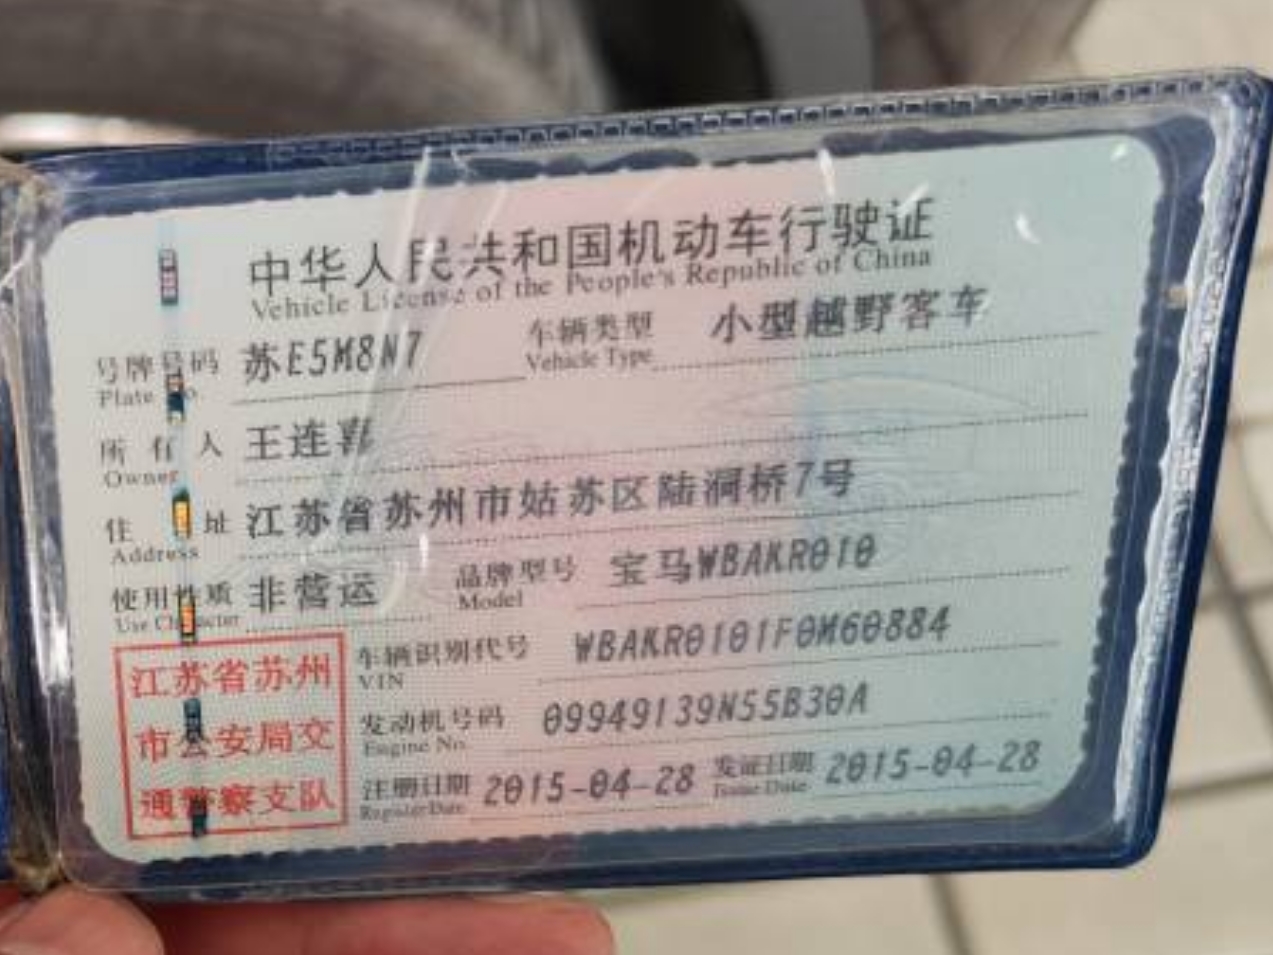 中华人民共和国机动车行驶证
Vehicle License of the People's Republic of China
号牌号码 苏E5M8N7 车辆类型 小型越野客车
Plate No. Vehicle Type
所有人 王连
Owner
住址 江苏省苏州市姑苏区陆洞桥7号
Address
使用性质 非营运 品牌型号 宝马WBAKR010
Use Character Model
江苏省苏州
市公安局交
通警察支队
车辆识别代号 WBAKR0101F0M60884
VIN
发动机号码 09949139N55B30A
Engine No.
注册日期 2015-04-28 发证日期 2015-04-28
Register Date Issue Date